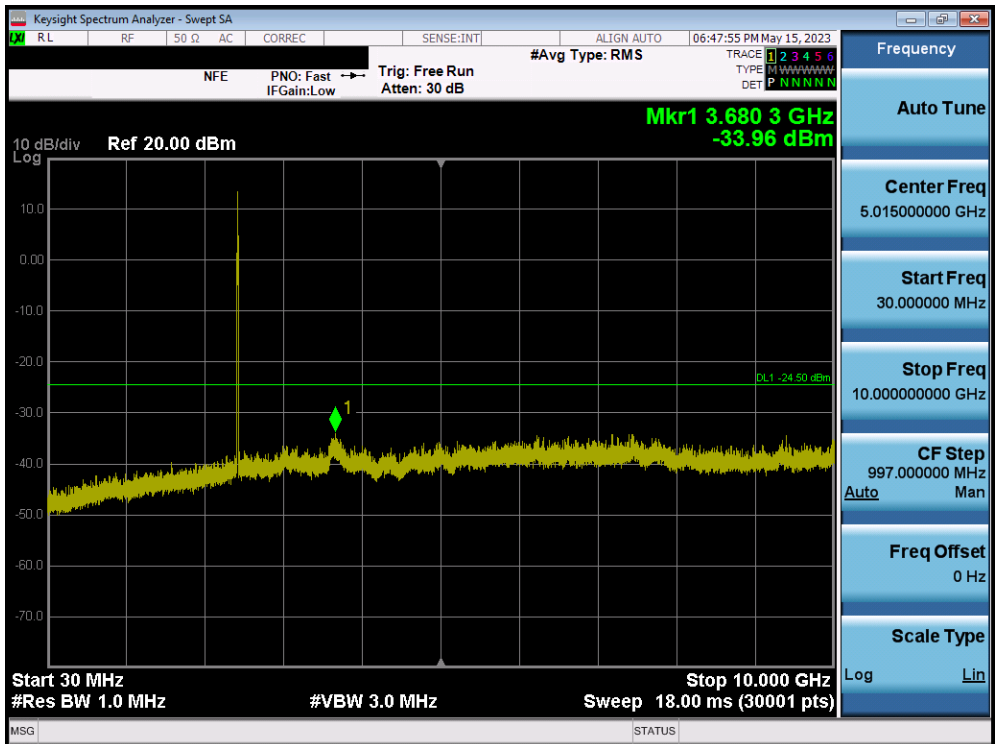 Keysight Spectrum Analyzer - Swept SA
LXI RL RF 50 Ω AC CORREC SENSE:INT ALIGN AUTO 06:47:55 PM May 15, 2023
NFE PNO: Fast Trig: Free Run #Avg Type: RMS TRACE 1 2 3 4 5 6
IFGain:Low Atten: 30 dB TYPE M WWWWW
DET P N N N N N
Mkr1 3.680 3 GHz
-33.96 dBm
10 dB/div Ref 20.00 dBm
Log
10.0
0.00
-10.0
-20.0
DL1 -24.50 dBm
-30.0
1
-40.0
-50.0
-60.0
-70.0
Start 30 MHz Stop 10.000 GHz
#Res BW 1.0 MHz #VBW 3.0 MHz Sweep 18.00 ms (30001 pts)
MSG STATUS
Frequency
Auto Tune
Center Freq
5.015000000 GHz
Start Freq
30.000000 MHz
Stop Freq
10.000000000 GHz
CF Step
997.000000 MHz
Auto Man
Freq Offset
0 Hz
Scale Type
Log Lin